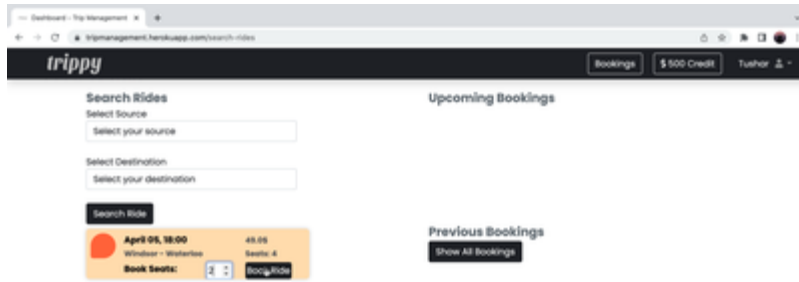 Dashboard - Trip Management
tripmanagement.herokuapp.com/search-rides
trippy
Bookings
$ 500 Credit
Tushar
Search Rides
Select Source
Select your source
Select Destination
Select your destination
Search Ride
April 05, 18:00
49.05
Windsor - Waterloo
Seats: 4
Book Seats:
2
Book Ride
Upcoming Bookings
Previous Bookings
Show All Bookings